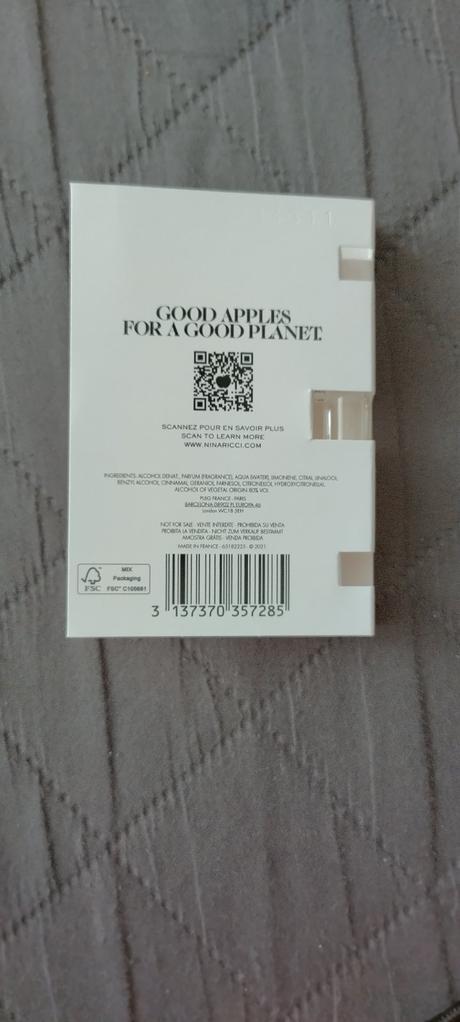 GOOD APPLES
FOR A GOOD PLANET.
SCANNEZ POUR EN SAVOIR PLUS
SCAN TO LEARN MORE
WWW.NINARICCI.COM
INGREDIENTS: ALCOHOL DENAT., PARFUM (FRAGRANCE), AQUA (WATER), LIMONENE, CITRAL, LINALOOL,
BENZYL ALCOHOL, CINNAMAL, GERANIOL, FARNESOL, CITRONELLOL, HYDROXYCITRONELLAL.
ALCOHOL OF VEGETAL ORIGIN 80% VOL.
PUIG FRANCE - PARIS
BARCELONA 08902 PL EUROPA 46
London WC1B 3EH
NOT FOR SALE - VENTE INTERDITE - PROHIBIDA SU VENTA
PROIBITA LA VENDITA - NICHT ZUM VERKAUF BESTIMMT
AMOSTRA GRÁTIS - VENDA PROIBIDA
MADE IN FRANCE - 65182225 - © 2021
FSC
MIX
Packaging
FSC® C105681
3 137370 357285